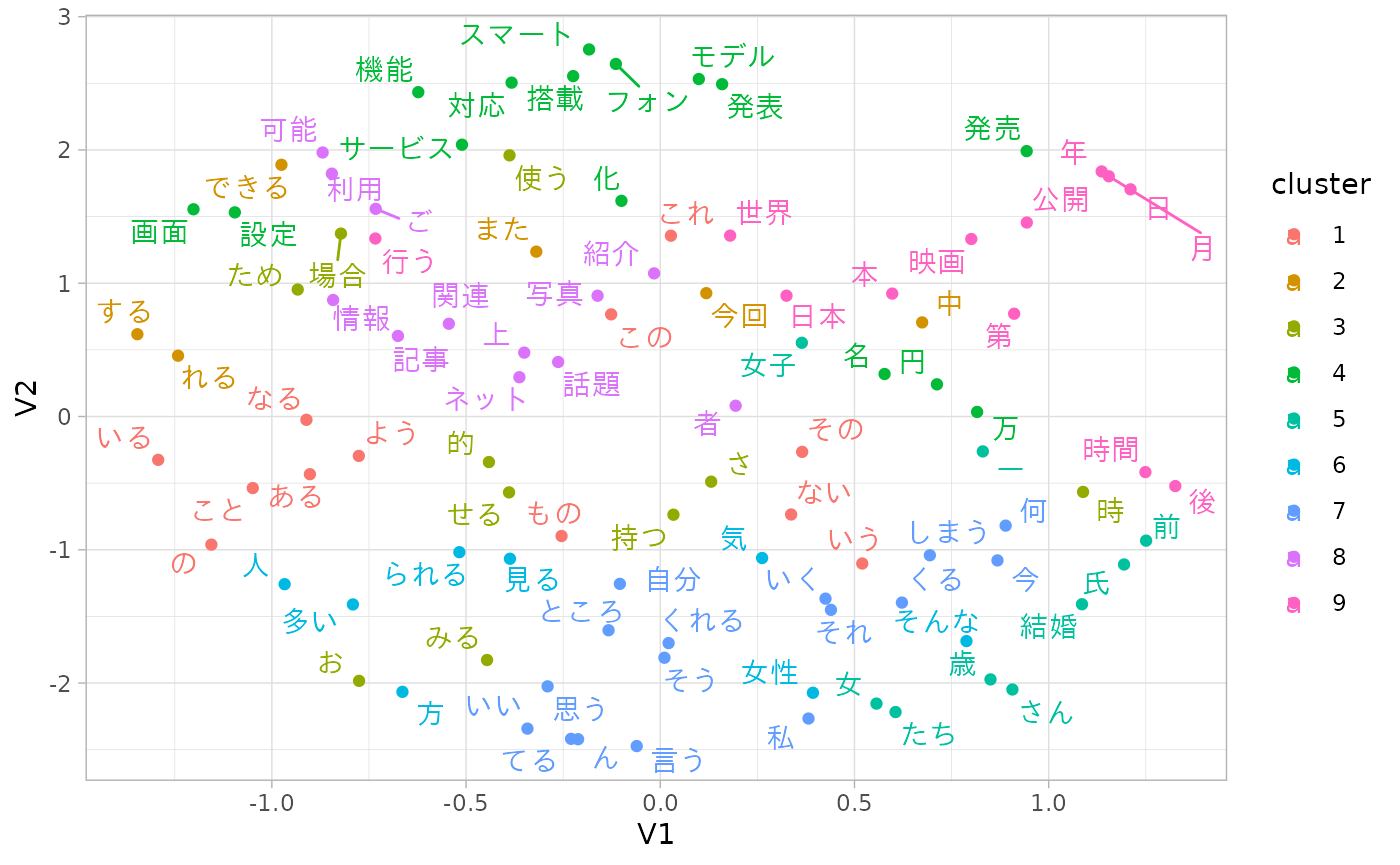 3
2
1
0
-1
-2
V2
-1.0
-0.5
0.0
0.5
1.0
V1
スマート
機能
対応
搭載
フォン
モデル
発表
可能
サービス
発売
年
できる
利用
使う
化
公開
日
月
画面
設定
ご
また
これ
世界
行う
紹介
映画
ため
場合
関連
写真
本
する
情報
この
今回
日本
中
第
記事
上
女子
名
円
れる
ネット
話題
者
なる
万
いる
よう
的
その
一
時間
こと
ある
せる
もの
さ
ない
時
後
の
持つ
いう
何
前
人
られる
見る
気
しまう
自分
いく
くる
今
氏
多い
ところ
くれる
それ
そんな
結婚
お
みる
そう
女性
女
歳
方
いい
思う
私
たち
さん
てる
ん
言う
cluster
1
2
3
4
5
6
7
8
9